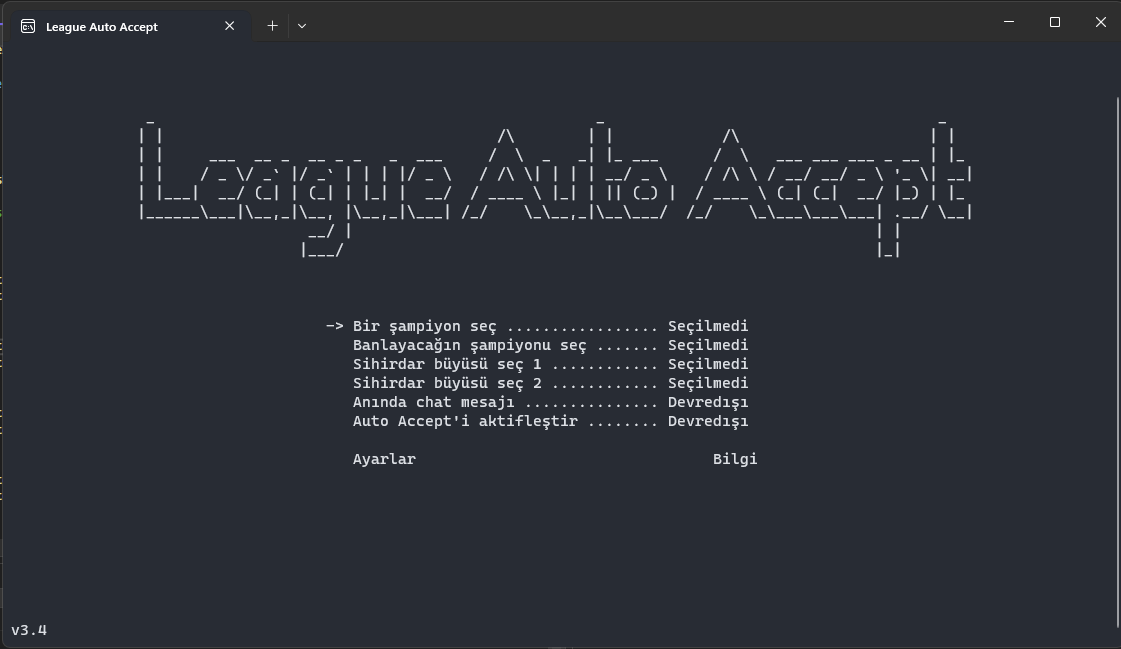 League Auto Accept
League Auto Accept
-> Bir şampiyon seç ................. Seçilmedi
Banlayacağın şampiyonu seç ....... Seçilmedi
Sihirdar büyüsü seç 1 ............ Seçilmedi
Sihirdar büyüsü seç 2 ............ Seçilmedi
Anında chat mesajı ............... Devredışı
Auto Accept'i aktifleştir ........ Devredışı
Ayarlar Bilgi
v3.4